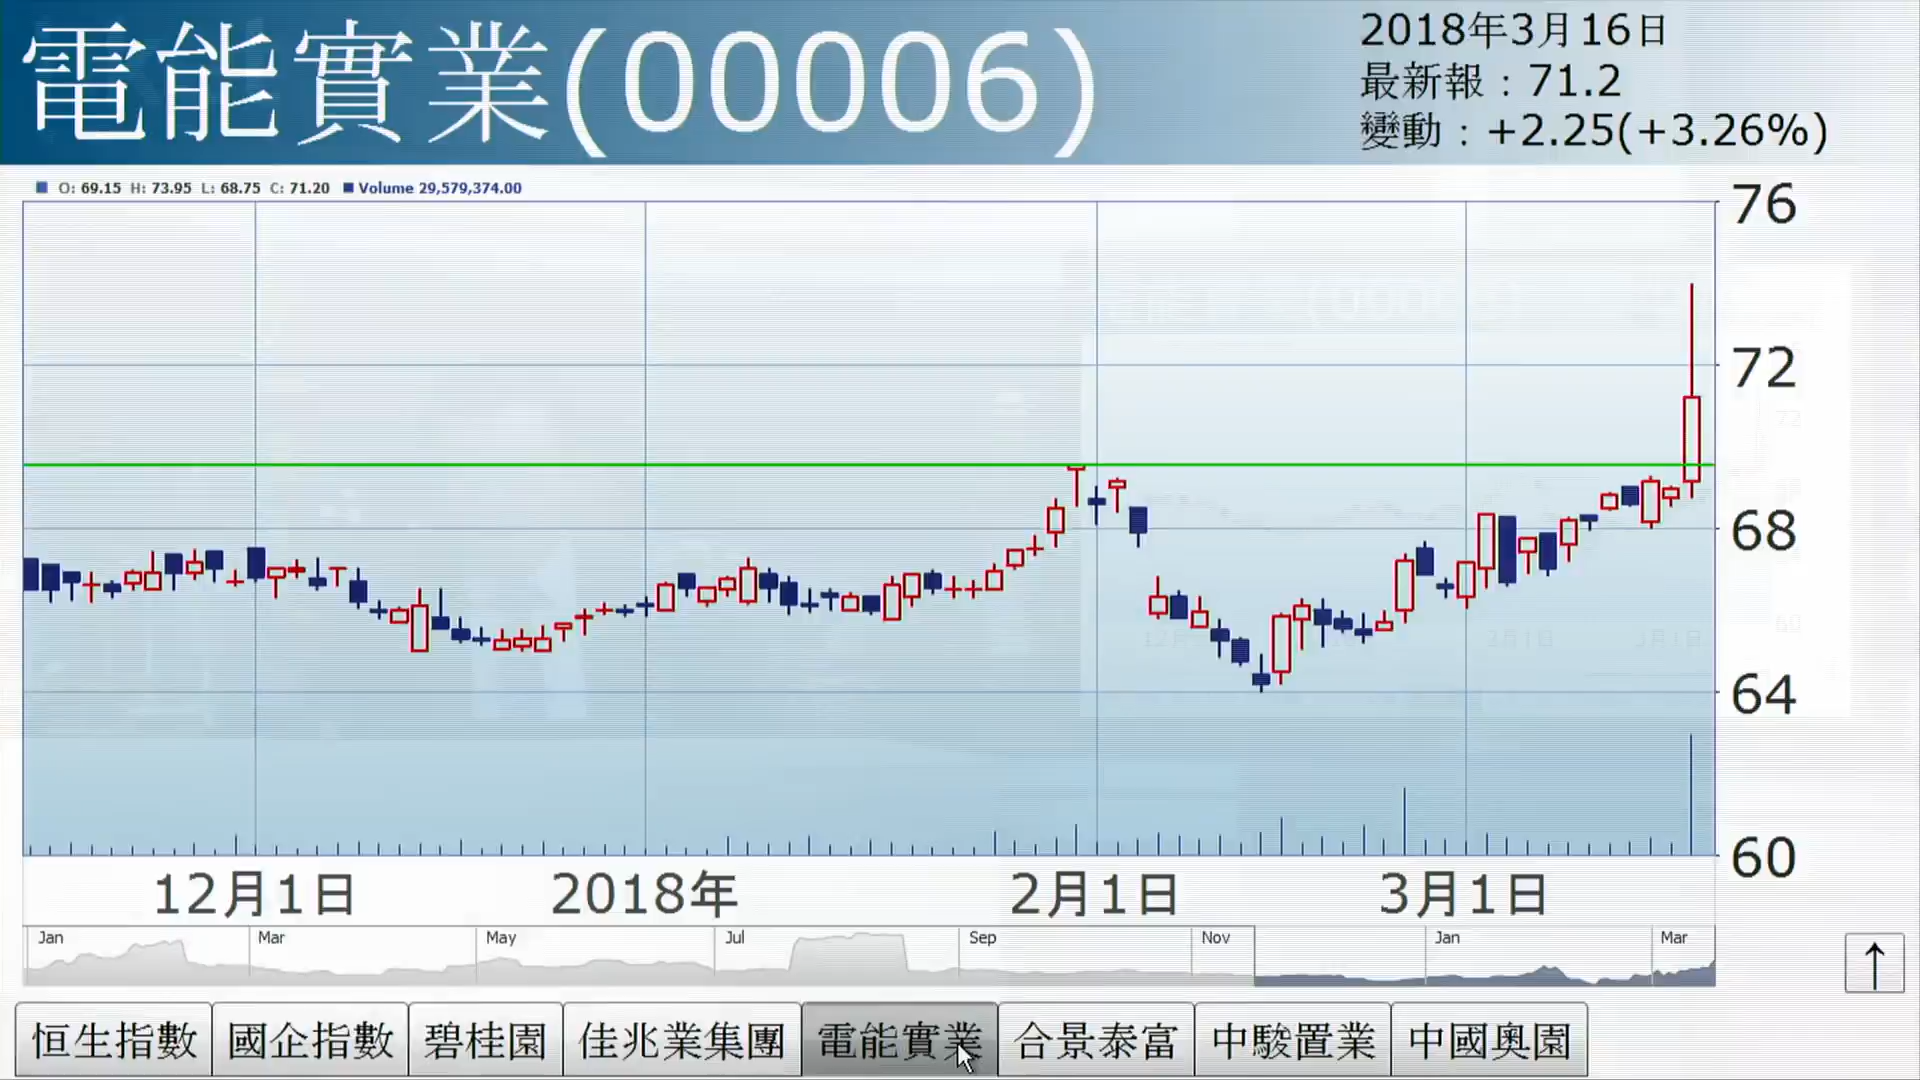 電能實業(00006)
2018年3月16日
最新報：71.2
變動：+2.25(+3.26%)
O: 69.15 H: 73.95 L: 68.75 C: 71.20 Volume 29,579,374.00
76
72
68
64
60
12月1日 2018年 2月1日 3月1日
Jan Mar May Jul Sep Nov Jan Mar
↑
恒生指數 國企指數 碧桂園 佳兆業集團 電能實業 合景泰富 中駿置業 中國奧園